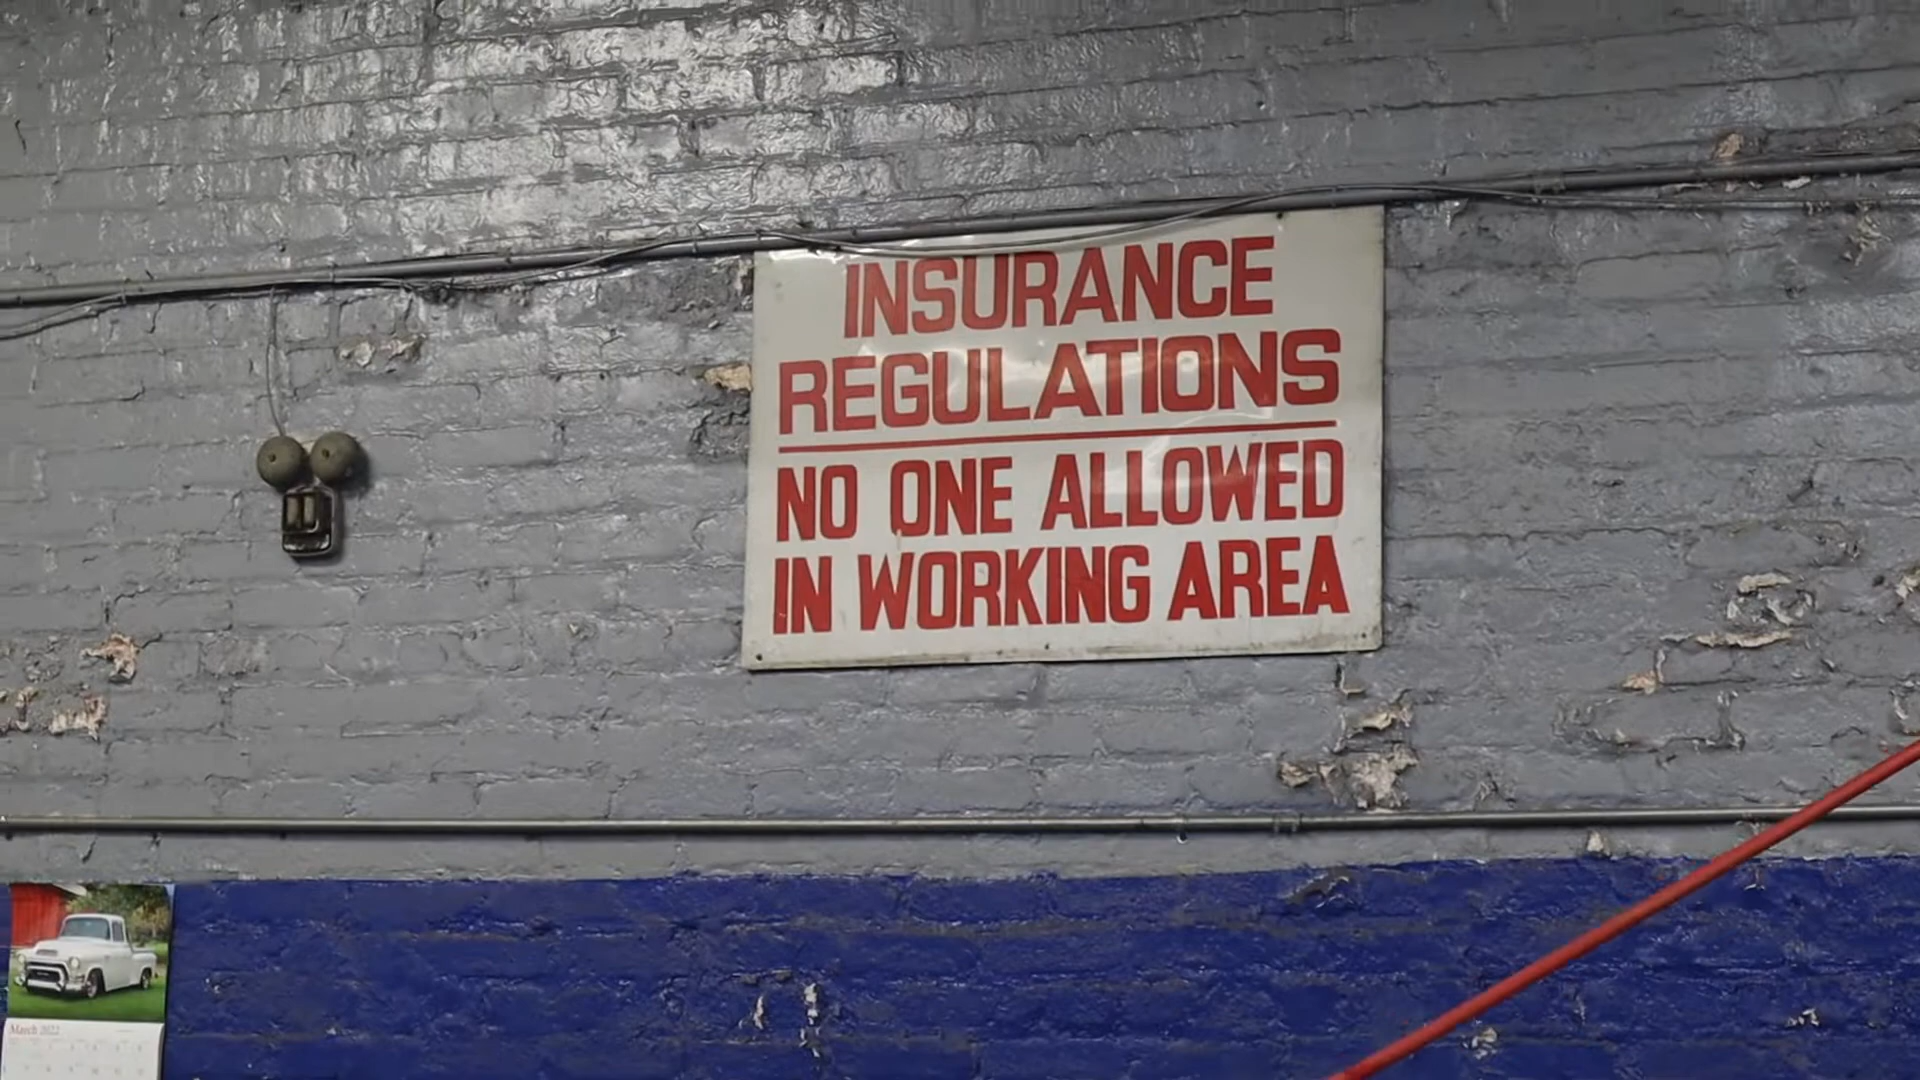 INSURANCE
REGULATIONS
NO ONE ALLOWED
IN WORKING AREA
March 2022